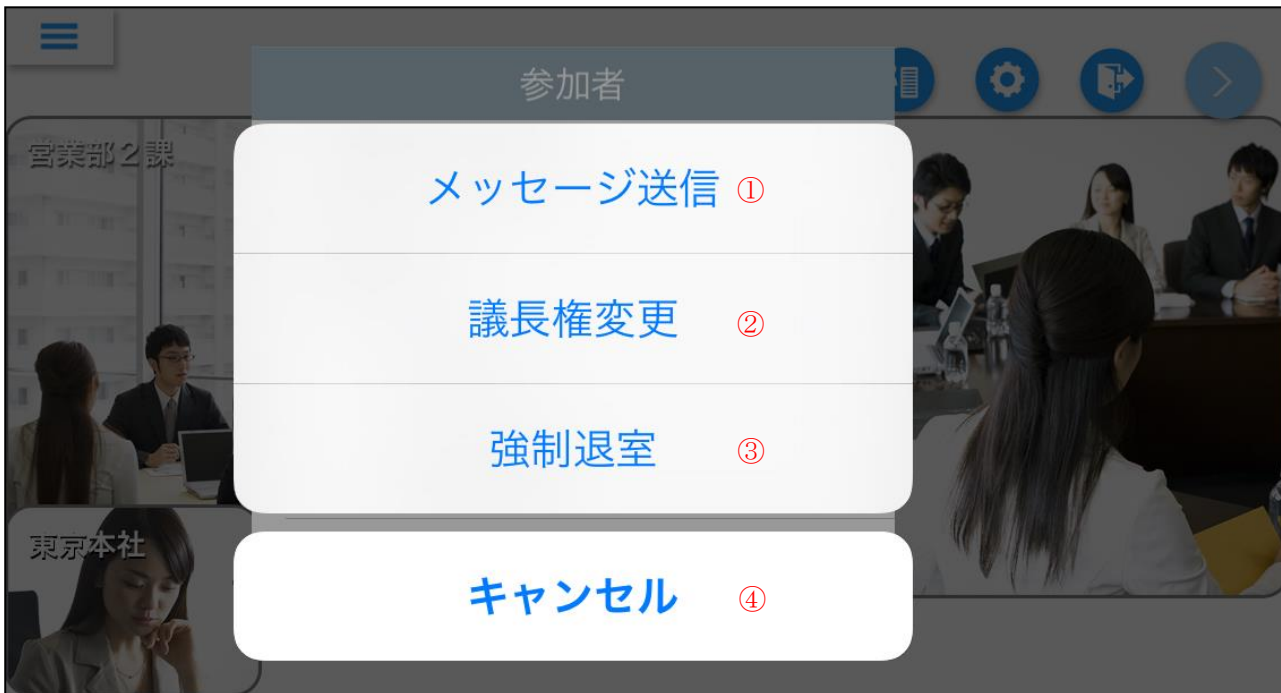 参加者
営業部２課
メッセージ送信 ①
議長権変更 ②
強制退室 ③
東京本社
キャンセル ④